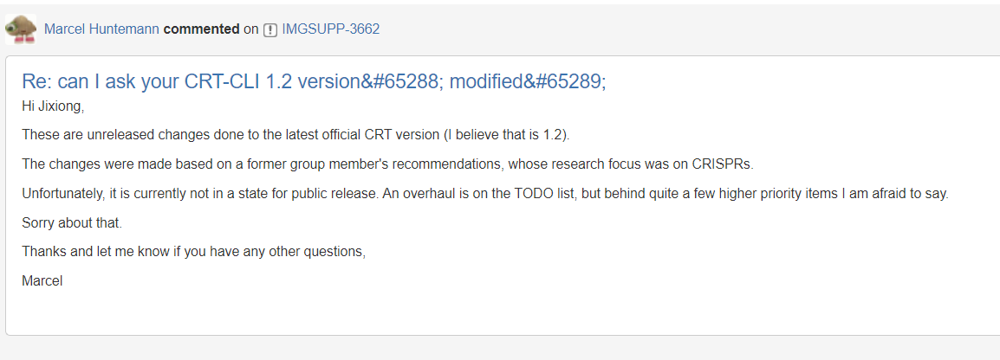 Marcel Huntemann commented on IMGSUPP-3662
Re: can I ask your CRT-CLI 1.2 version&#65288; modified&#65289;
Hi Jixiong,
These are unreleased changes done to the latest official CRT version (I believe that is 1.2).
The changes were made based on a former group member's recommendations, whose research focus was on CRISPRs.
Unfortunately, it is currently not in a state for public release. An overhaul is on the TODO list, but behind quite a few higher priority items I am afraid to say.
Sorry about that.
Thanks and let me know if you have any other questions,
Marcel